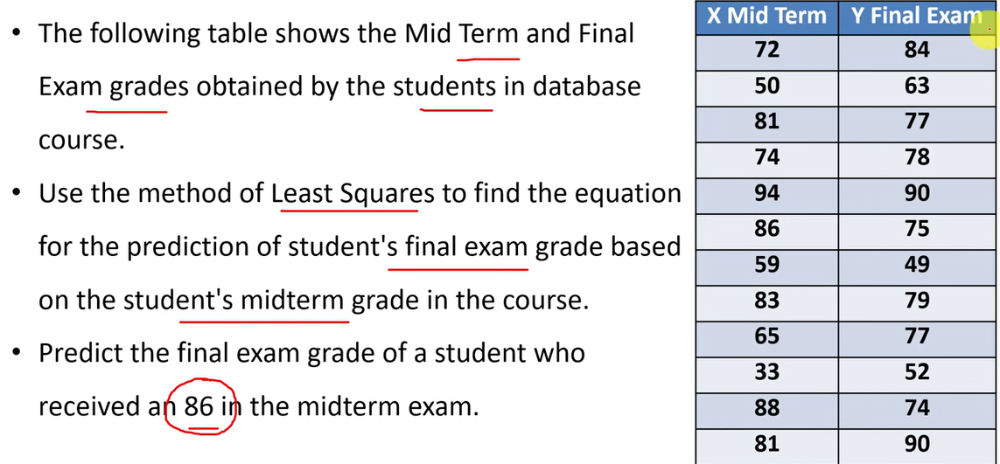 • The following table shows the Mid Term and Final
Exam grades obtained by the students in database
course.
• Use the method of Least Squares to find the equation
for the prediction of student's final exam grade based
on the student's midterm grade in the course.
• Predict the final exam grade of a student who
received an 86 in the midterm exam.
X Mid Term Y Final Exam
72 84
50 63
81 77
74 78
94 90
86 75
59 49
83 79
65 77
33 52
88 74
81 90